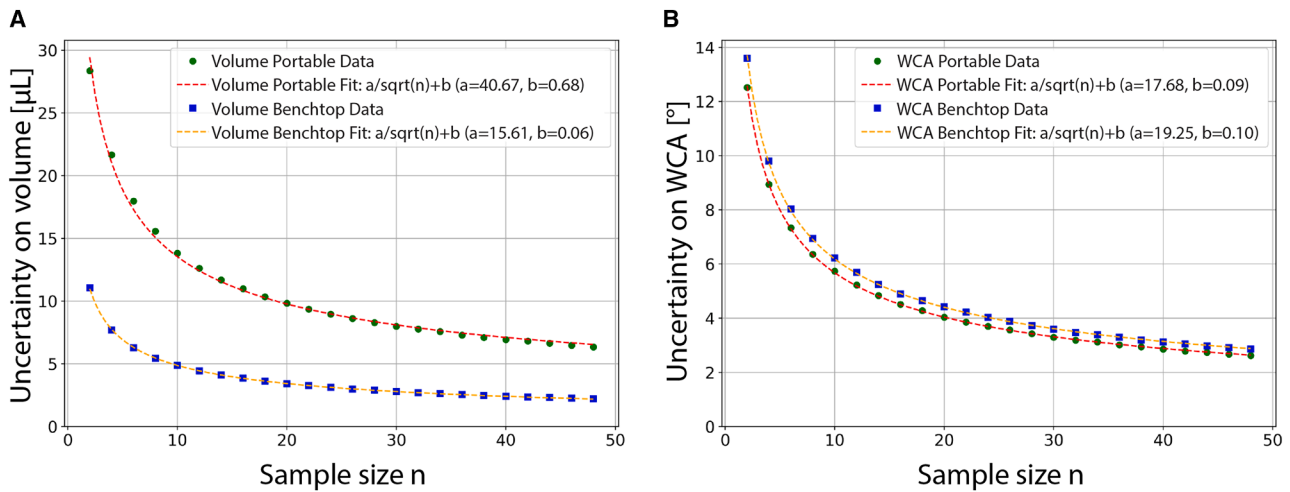 A
Uncertainty on volume [µL]
30
25
20
15
10
5
0
0 10 20 30 40 50
Sample size n
Volume Portable Data
Volume Portable Fit: a/sqrt(n)+b (a=40.67, b=0.68)
Volume Benchtop Data
Volume Benchtop Fit: a/sqrt(n)+b (a=15.61, b=0.06)
B
Uncertainty on WCA [°]
14
12
10
8
6
4
2
0
0 10 20 30 40 50
Sample size n
WCA Portable Data
WCA Portable Fit: a/sqrt(n)+b (a=17.68, b=0.09)
WCA Benchtop Data
WCA Benchtop Fit: a/sqrt(n)+b (a=19.25, b=0.10)